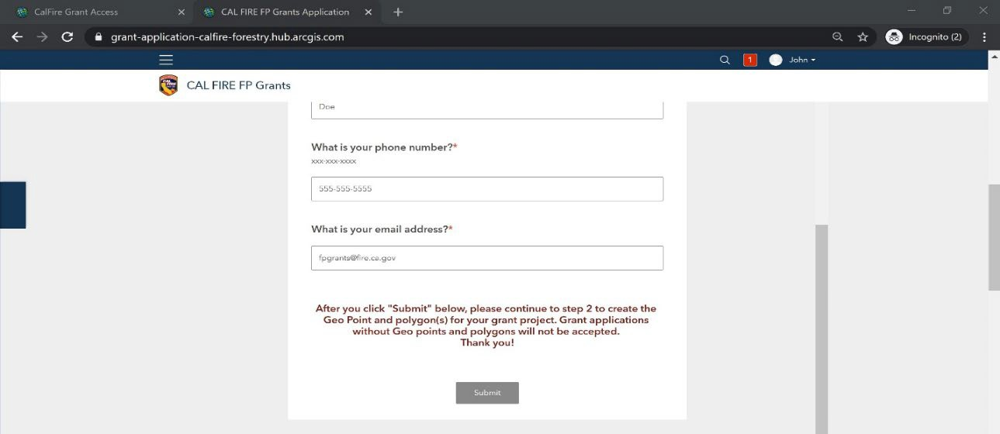 CalFire Grant Access
CAL FIRE FP Grants Application
grant-application-calfire-forestry.hub.arcgis.com
Incognito (2)
1
John
CAL FIRE FP Grants
Doe
What is your phone number?*
xxx-xxx-xxxx
555-555-5555
What is your email address?*
fpgrants@fire.ca.gov
After you click "Submit" below, please continue to step 2 to create the
Geo Point and polygon(s) for your grant project. Grant applications
without Geo points and polygons will not be accepted.
Thank you!
Submit